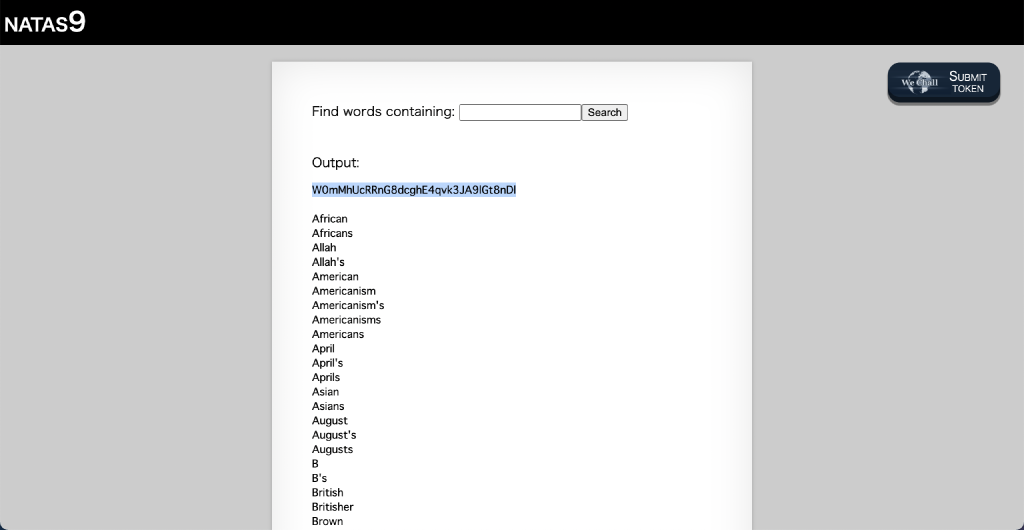 NATAS9
We Chall
SUBMIT
TOKEN
Find words containing:
Search
Output:
W0mMhUcRRnG8dcghE4qvk3JA9lGt8nDl
African
Africans
Allah
Allah's
American
Americanism
Americanism's
Americanisms
Americans
April
April's
Aprils
Asian
Asians
August
August's
Augusts
B
B's
British
Britisher
Brown